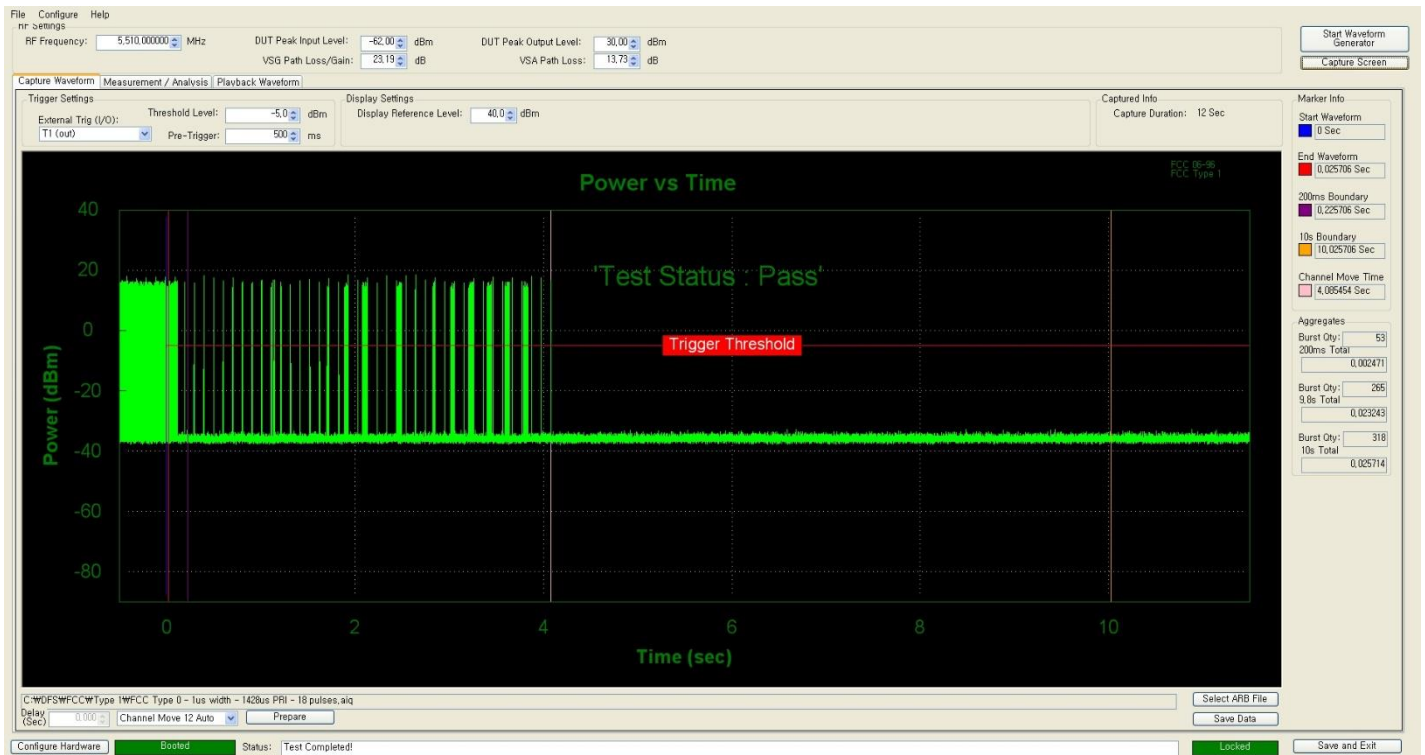 File Configure Help
RF Settings
RF Frequency: 5,510,000000 MHz DUT Peak Input Level: -62,00 dBm DUT Peak Output Level: 30,00 dBm
VSG Path Loss/Gain: 23,19 dB VSA Path Loss: 13,73 dB
Start Waveform Generator
Capture Screen
Capture Waveform Measurement / Analysis Playback Waveform
Trigger Settings
External Trig (I/O):
T1 (out)
Threshold Level: -5,0 dBm
Pre-Trigger: 500 ms
Display Settings
Display Reference Level: 40,0 dBm
Captured Info
Capture Duration: 12 Sec
FCC 06-96
FCC Type 1
Power vs Time
'Test Status : Pass'
Trigger Threshold
Power (dBm)
40
20
0
-20
-40
-60
-80
0 2 4 6 8 10
Time (sec)
Marker Info
Start Waveform
0 Sec
End Waveform
0,025706 Sec
200ms Boundary
0,225706 Sec
10s Boundary
10,025706 Sec
Channel Move Time
4,085454 Sec
Aggregates
Burst Qty: 53
200ms Total
0,002471
Burst Qty: 265
9,8s Total
0,023243
Burst Qty: 318
10s Total
0,025714
C:₩DFS₩FCC₩Type 1₩FCC Type 0 - 1us width - 1428us PRI - 18 pulses,aiq
Select ARB File
Delay (Sec) 0,000 Channel Move 12 Auto Prepare
Save Data
Configure Hardware Booted Status: Test Completed! Locked Save and Exit